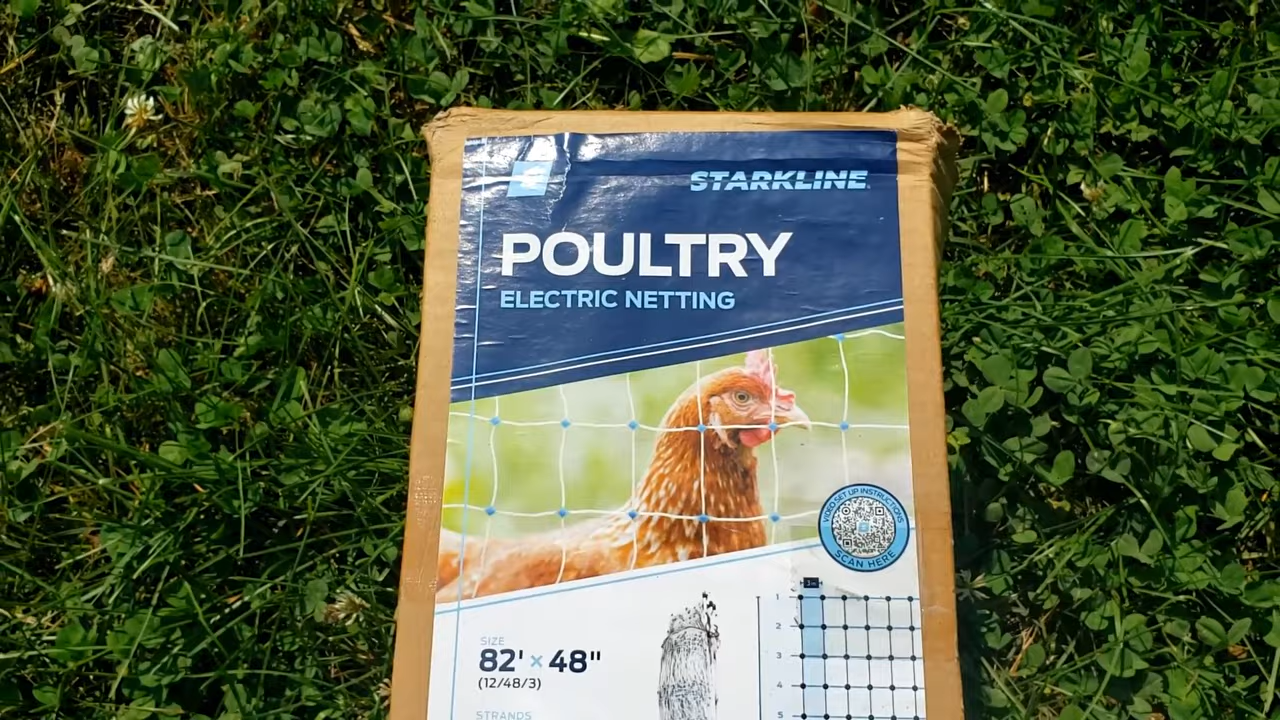 STARKLINE
POULTRY
ELECTRIC NETTING
VIDEO SET UP INSTRUCTIONS
SCAN HERE
SIZE
82' × 48"
(12/48/3)
STRANDS
1
2
3
4
5